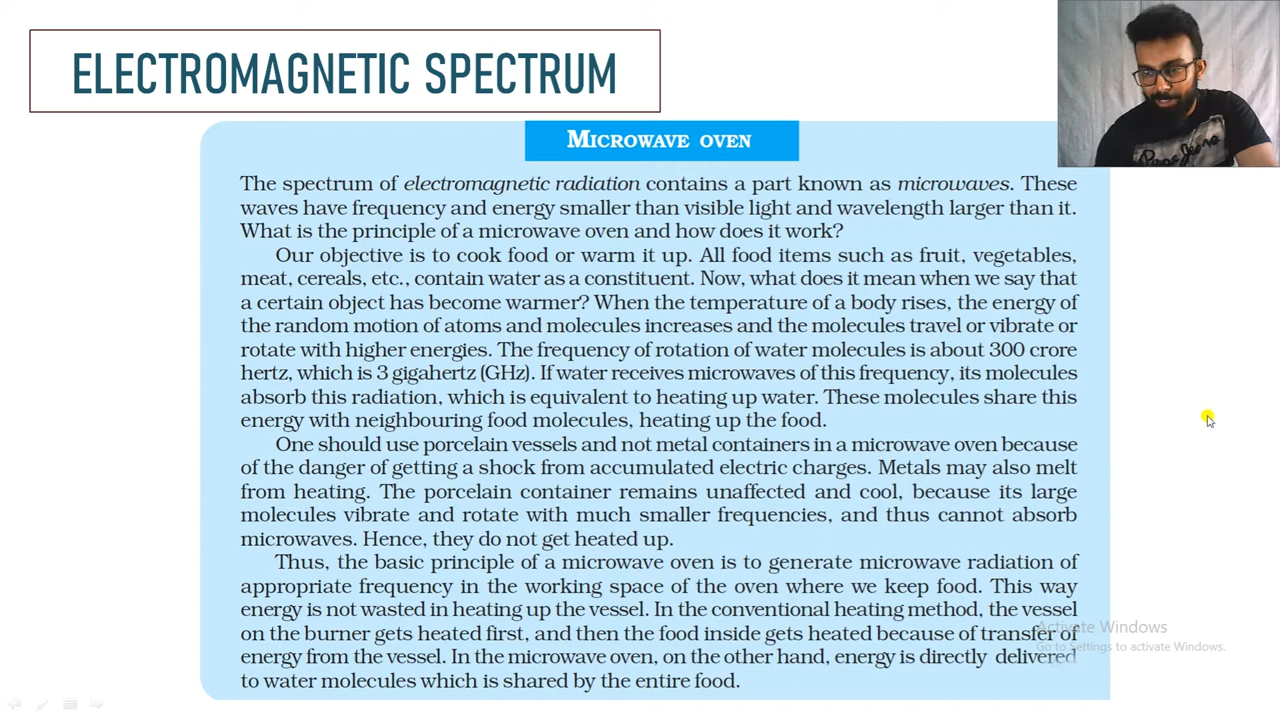 ELECTROMAGNETIC SPECTRUM
MICROWAVE OVEN
The spectrum of electromagnetic radiation contains a part known as microwaves. These
waves have frequency and energy smaller than visible light and wavelength larger than it.
What is the principle of a microwave oven and how does it work?
Our objective is to cook food or warm it up. All food items such as fruit, vegetables,
meat, cereals, etc., contain water as a constituent. Now, what does it mean when we say that
a certain object has become warmer? When the temperature of a body rises, the energy of
the random motion of atoms and molecules increases and the molecules travel or vibrate or
rotate with higher energies. The frequency of rotation of water molecules is about 300 crore
hertz, which is 3 gigahertz (GHz). If water receives microwaves of this frequency, its molecules
absorb this radiation, which is equivalent to heating up water. These molecules share this
energy with neighbouring food molecules, heating up the food.
One should use porcelain vessels and not metal containers in a microwave oven because
of the danger of getting a shock from accumulated electric charges. Metals may also melt
from heating. The porcelain container remains unaffected and cool, because its large
molecules vibrate and rotate with much smaller frequencies, and thus cannot absorb
microwaves. Hence, they do not get heated up.
Thus, the basic principle of a microwave oven is to generate microwave radiation of
appropriate frequency in the working space of the oven where we keep food. This way
energy is not wasted in heating up the vessel. In the conventional heating method, the vessel
on the burner gets heated first, and then the food inside gets heated because of transfer of
energy from the vessel. In the microwave oven, on the other hand, energy is directly delivered
to water molecules which is shared by the entire food.
Activate Windows
Go to Settings to activate Windows.
Pepe Jeans